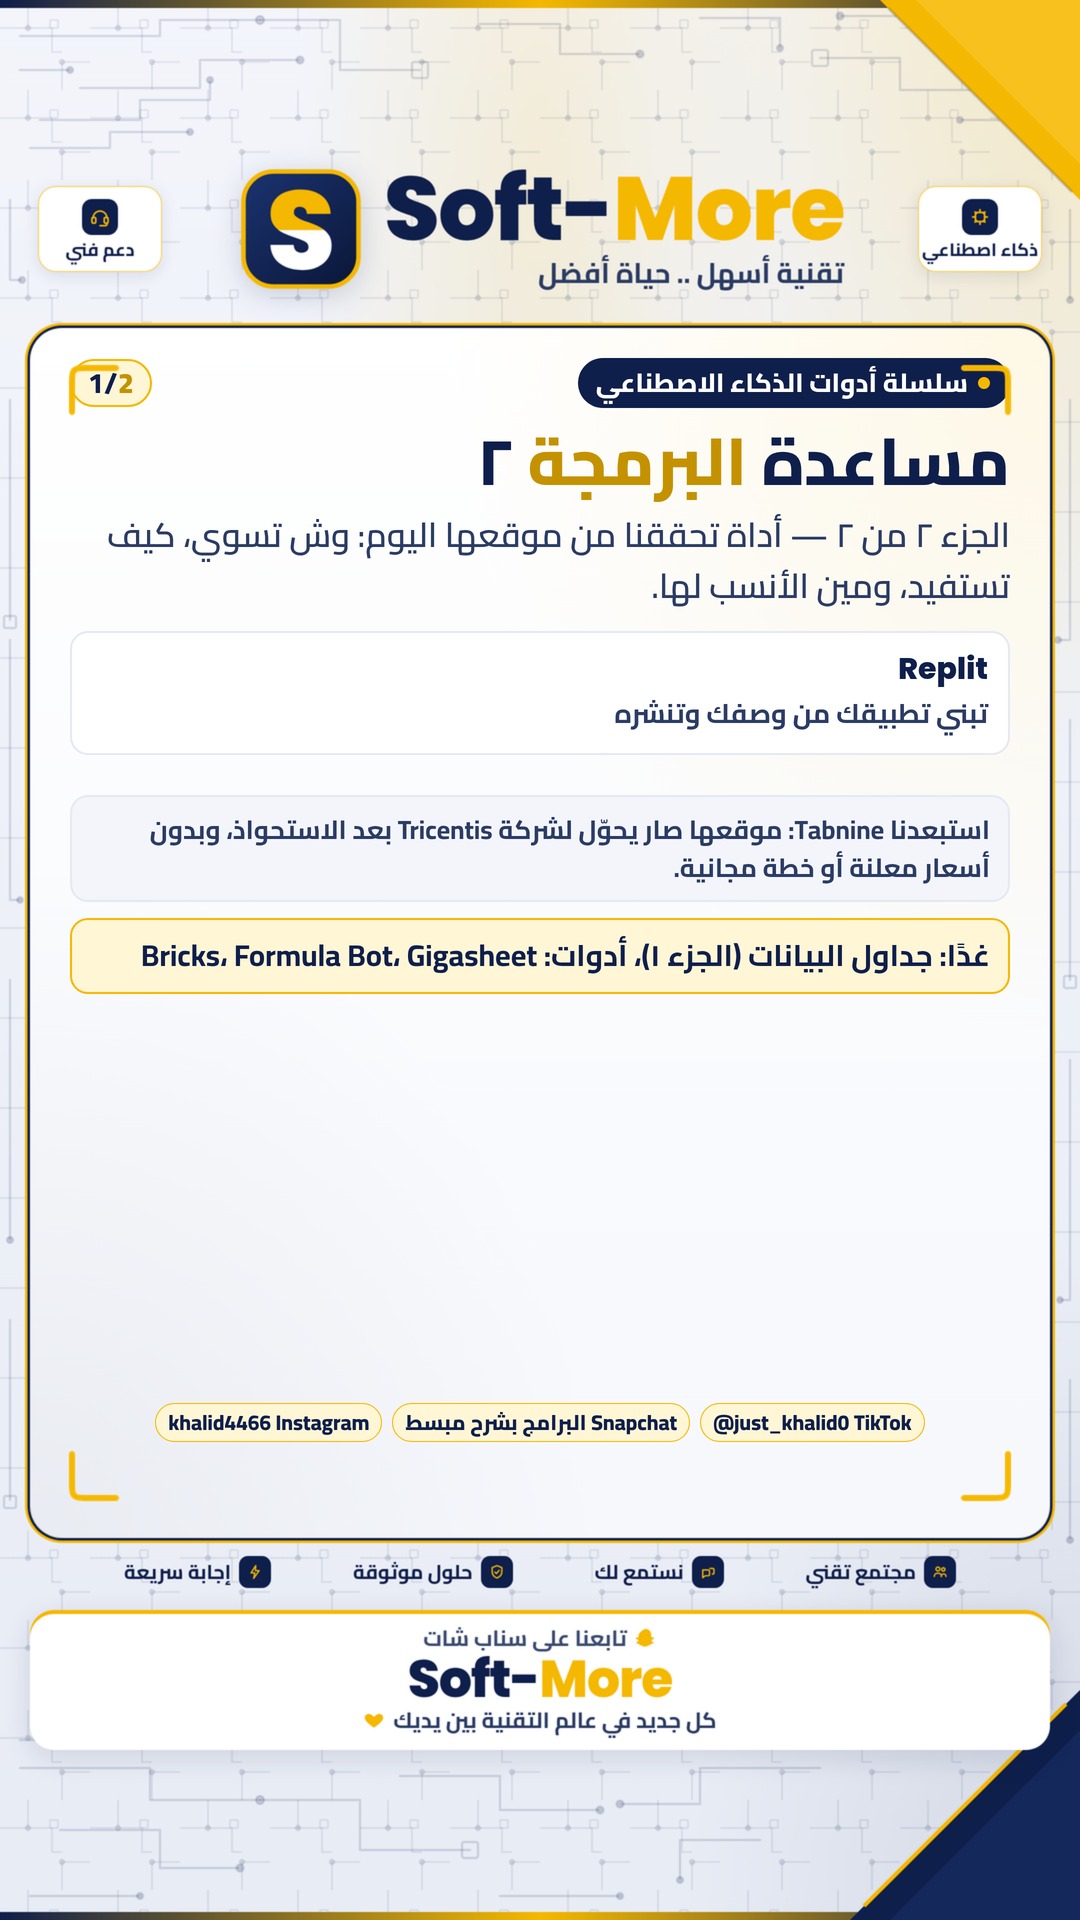 ذكاء اصطناعي
Soft-More
تقنية أسهل .. حياة أفضل
S
دعم فني
سلسلة أدوات الذكاء الاصطناعي
1/2
مساعدة البرمجة ٢
الجزء ٢ من ٢ — أداة تحققنا من موقعها اليوم: وش تسوي، كيف
تستفيد، ومين الأنسب لها.
Replit
تبني تطبيقك من وصفك وتنشره
استبعدنا Tabnine: موقعها صار يحوّل لشركة Tricentis بعد الاستحواذ، وبدون
أسعار معلنة أو خطة مجانية.
غدًا: جداول البيانات (الجزء ١)، أدوات: Bricks، Formula Bot، Gigasheet
@just_khalid0 TikTok
Snapchat البرامج بشرح مبسط
khalid4466 Instagram
مجتمع تقني
نستمع لك
حلول موثوقة
إجابة سريعة
تابعنا على سناب شات
Soft-More
كل جديد في عالم التقنية بين يديك